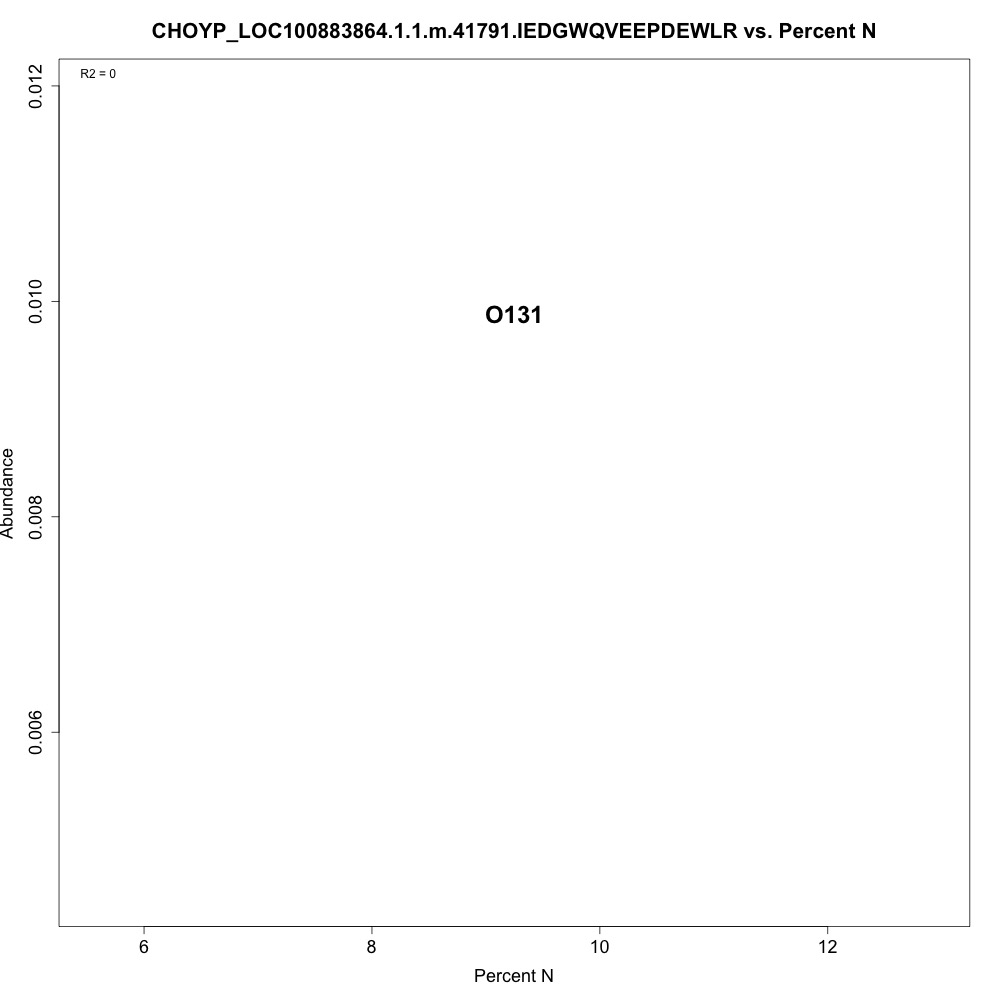 CHOYP_LOC100883864.1.1.m.41791.IEDGWQVEEPDEWLR vs. Percent N
R2 = 0
0.012
0.010
O131
0.008
Abundance
0.006
6 8 10 12
Percent N